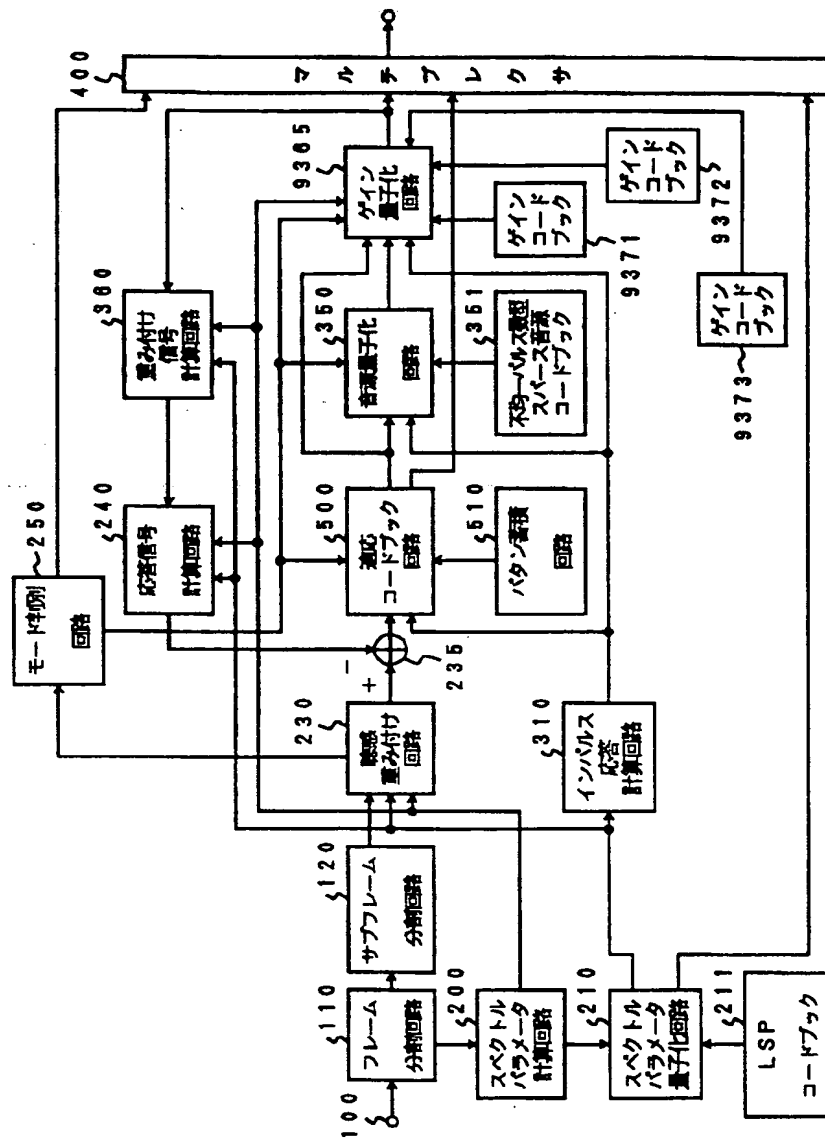 100
110
フレーム
分割回路
120
サブフレーム
分割回路
200
スペクトル
パラメータ
計算回路
210
スペクトル
パラメータ
量子化回路
211
LSP
コードブック
230
聴感
重み付け
回路
+
−
235
250
モード判別
回路
240
応答信号
計算回路
360
重み付け
信号
計算回路
310
インパルス
応答
計算回路
500
適応
コードブック
回路
510
パタン蓄積
回路
350
音源量子化
回路
351
不均一パルス数型
スパース音源
コードブック
9365
ゲイン
量子化
回路
9371
ゲイン
コード
ブック
9372
ゲイン
コード
ブック
9373
ゲイン
コード
ブック
400
マルチプレクサ